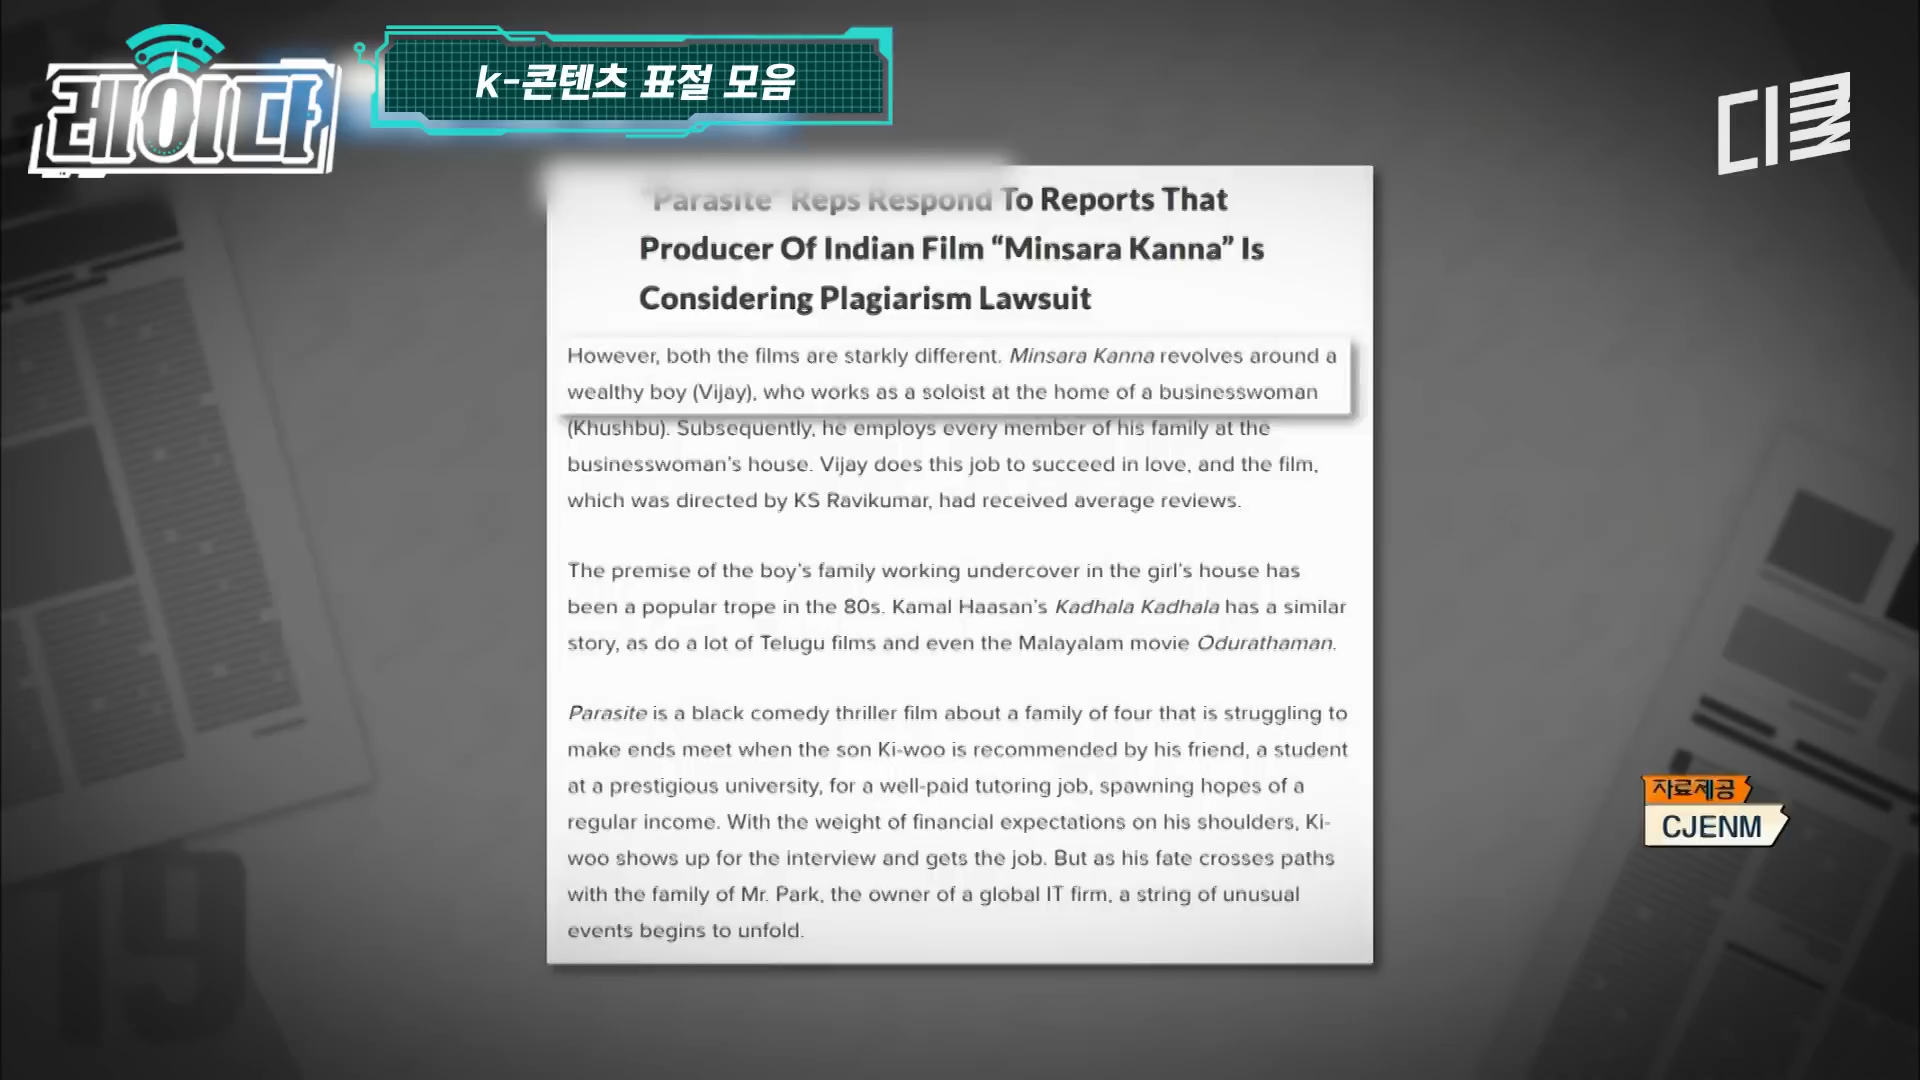 레이다
k-콘텐츠 표절 모음
디글
“Parasite” Reps Respond To Reports That
Producer Of Indian Film “Minsara Kanna” Is
Considering Plagiarism Lawsuit
However, both the films are starkly different. Minsara Kanna revolves around a
wealthy boy (Vijay), who works as a soloist at the home of a businesswoman
(Khushbu). Subsequently, he employs every member of his family at the
businesswoman’s house. Vijay does this job to succeed in love, and the film,
which was directed by KS Ravikumar, had received average reviews.
The premise of the boy’s family working undercover in the girl’s house has
been a popular trope in the 80s. Kamal Haasan’s Kadhala Kadhala has a similar
story, as do a lot of Telugu films and even the Malayalam movie Odurathaman.
Parasite is a black comedy thriller film about a family of four that is struggling to
make ends meet when the son Ki-woo is recommended by his friend, a student
at a prestigious university, for a well-paid tutoring job, spawning hopes of a
regular income. With the weight of financial expectations on his shoulders, Ki-
woo shows up for the interview and gets the job. But as his fate crosses paths
with the family of Mr. Park, the owner of a global IT firm, a string of unusual
events begins to unfold.
자료제공
CJENM
19